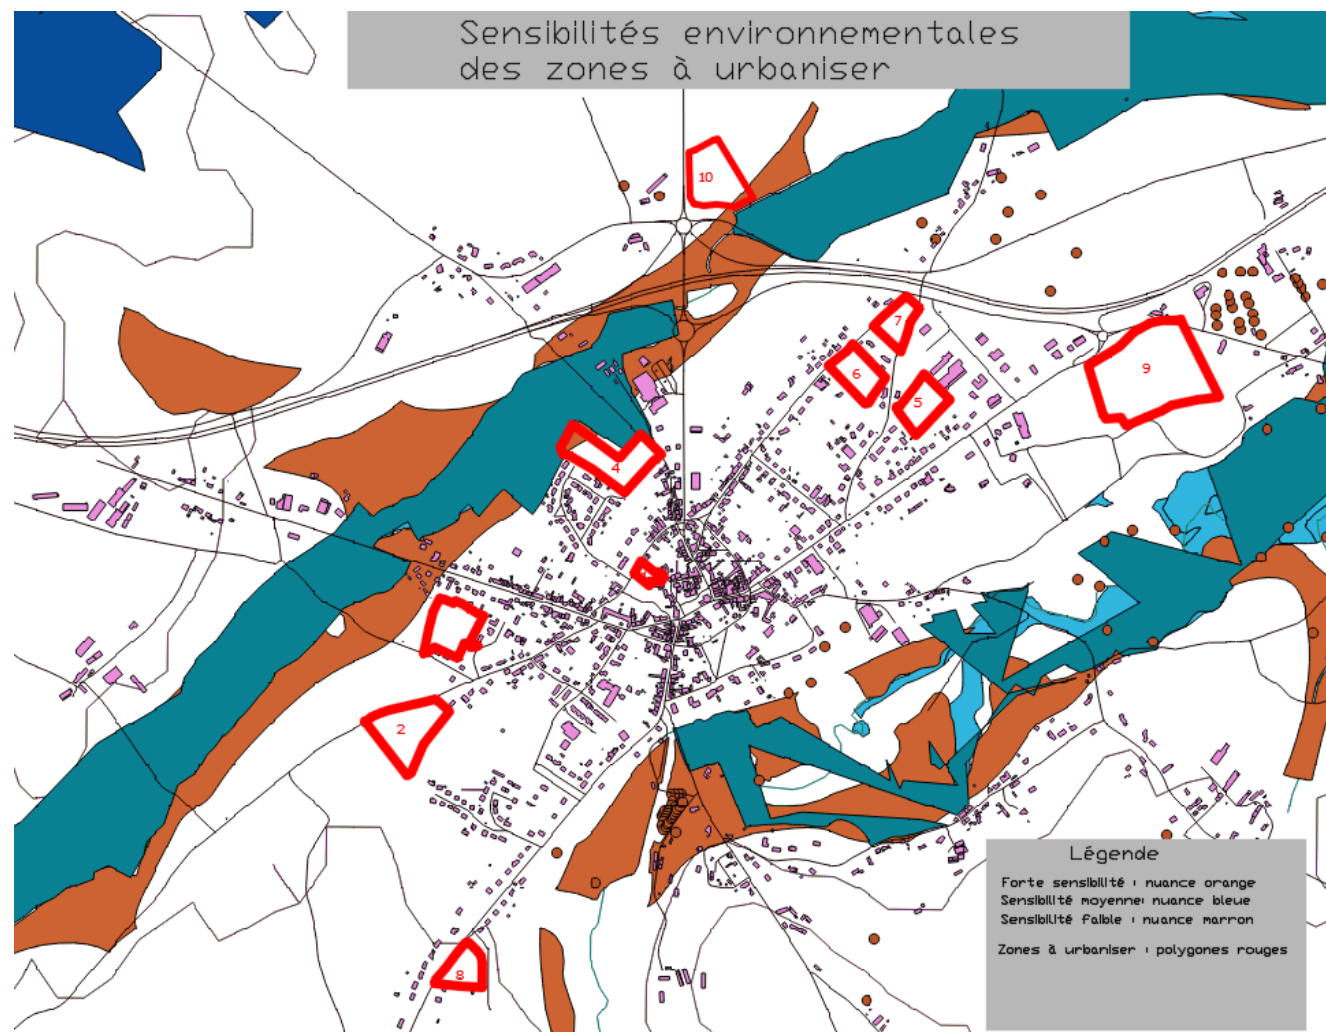 Sensibilités environnementales
des zones à urbaniser
10
7
6
9
5
4
2
8
Légende
Forte sensibilité : nuance orange
Sensibilité moyenne: nuance bleue
Sensibilité faible : nuance marron
Zones à urbaniser : polygones rouges